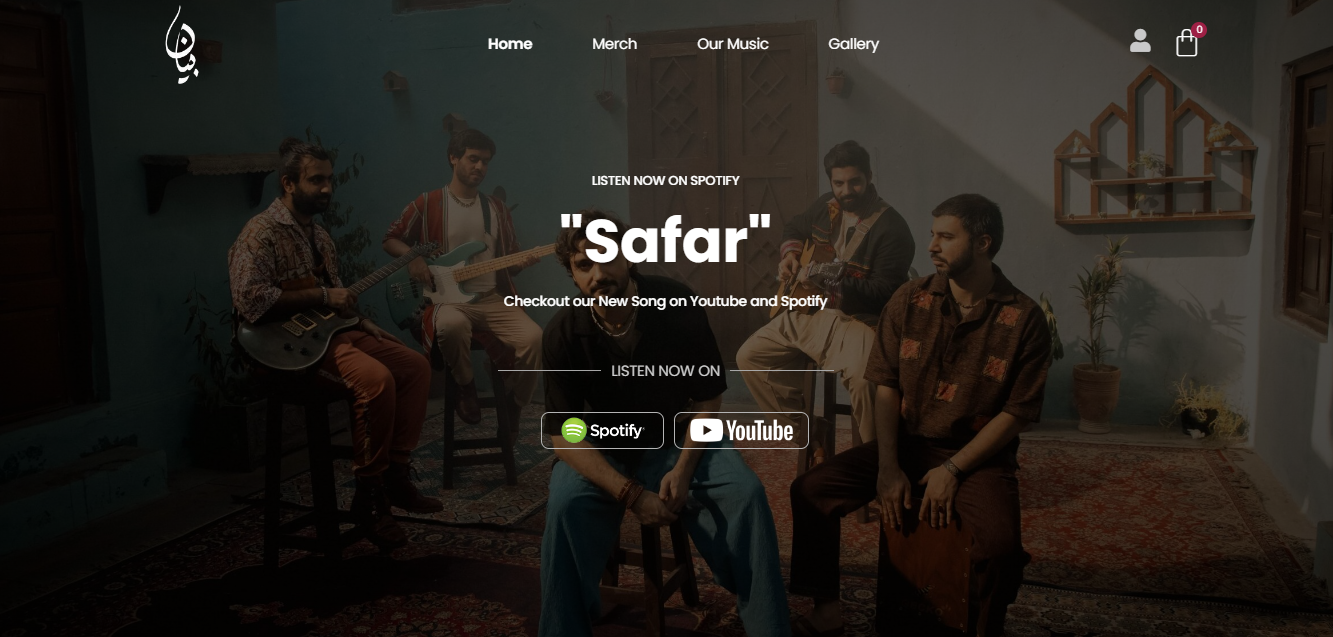 بیان
Home
Merch
Our Music
Gallery
0
LISTEN NOW ON SPOTIFY
"Safar"
Checkout our New Song on Youtube and Spotify
LISTEN NOW ON
Spotify
YouTube